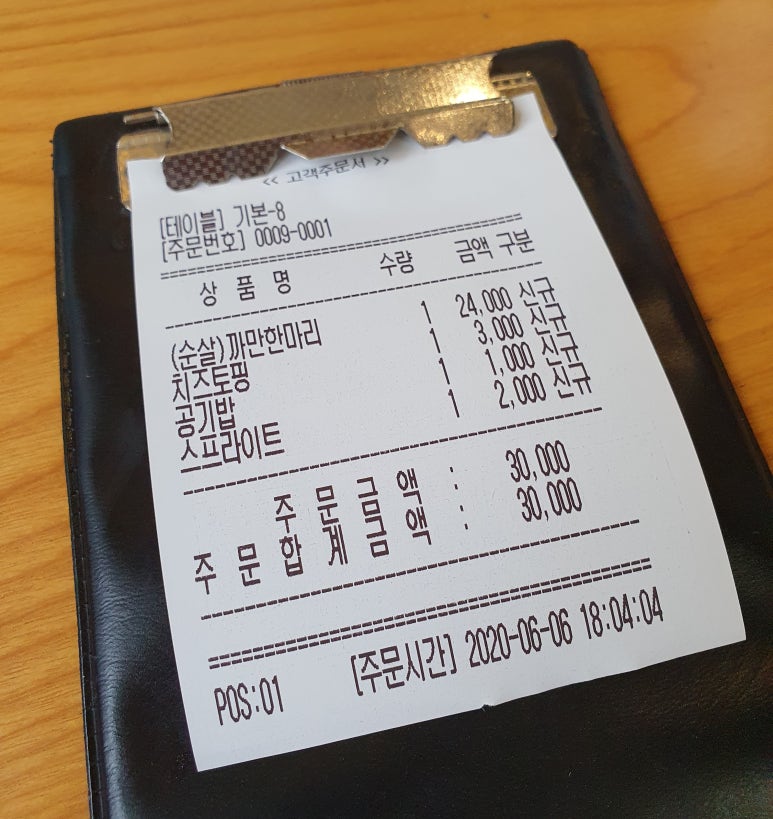 << 고객주문서 >>
[테이블] 기본-8
[주문번호] 0009-0001
상 품 명 수량 금액 구분
(순살)까만한마리 1 24,000 신규
치즈토핑 1 3,000 신규
공기밥 1 1,000 신규
스프라이트 1 2,000 신규
주 문 금 액 : 30,000
주 문 합 계 금 액 : 30,000
POS:01 [주문시간] 2020-06-06 18:04:04